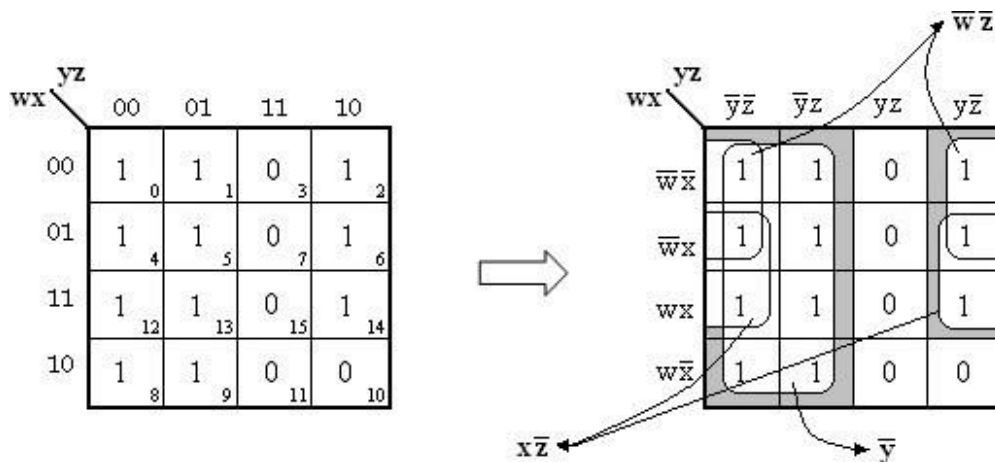 w̅ z̅
yz
wx
00 01 11 10
00 1 0 1 1 0 3 1 2
01 1 4 1 5 0 7 1 6
11 1 12 1 13 0 15 1 14
10 1 8 1 9 0 11 0 10
yz
wx
y̅z̅ y̅z yz yz̅
w̅x̅ 1 1 0 1
w̅x 1 1 0 1
wx 1 1 0 1
wx̅ 1 1 0 0
xz̅
y̅